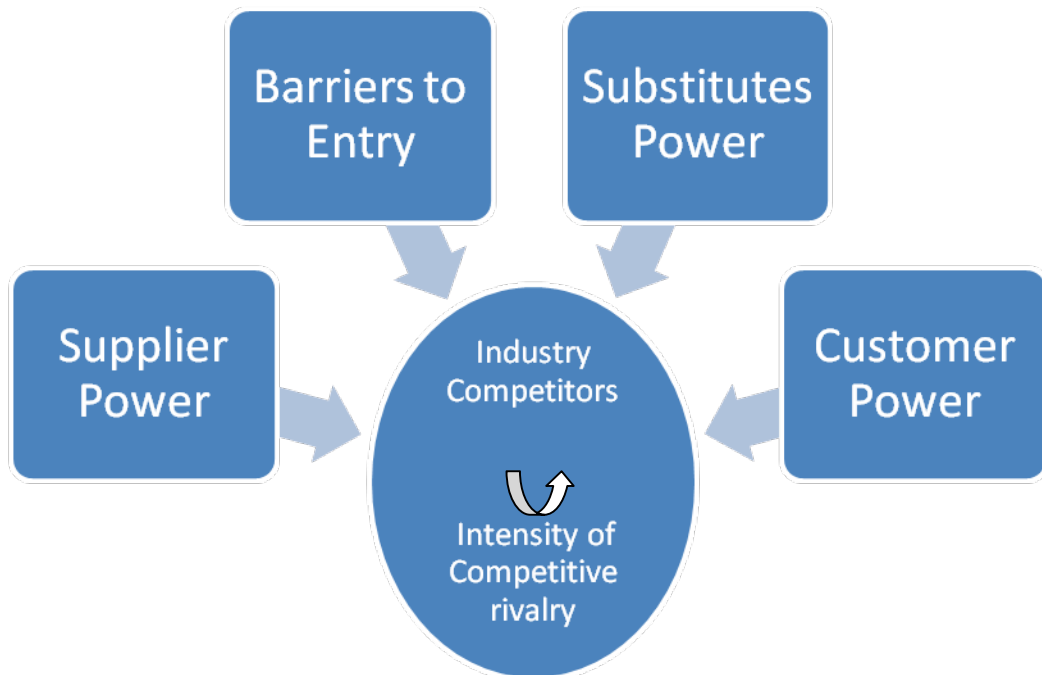 Barriers to
Entry
Substitutes
Power
Supplier
Power
Industry
Competitors
Intensity of
Competitive
rivalry
Customer
Power